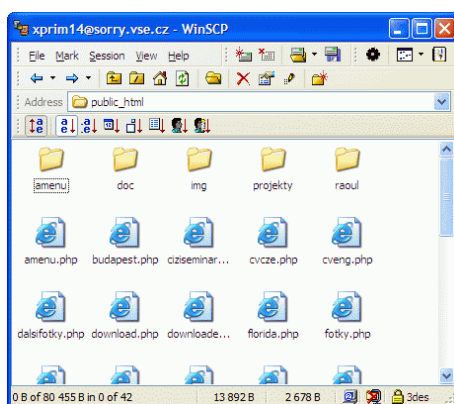 xprim14@sorry.vse.cz - WinSCP
File Mark Session View Help
Address public_html
amenu doc img projekty raoul
amenu.php budapest.php ciziseminar... cvcze.php cveng.php
dalsifotky.php download.php downloade... florida.php fotky.php
0 B of 80 455 B in 0 of 42 13 892 B 2 678 B 3des